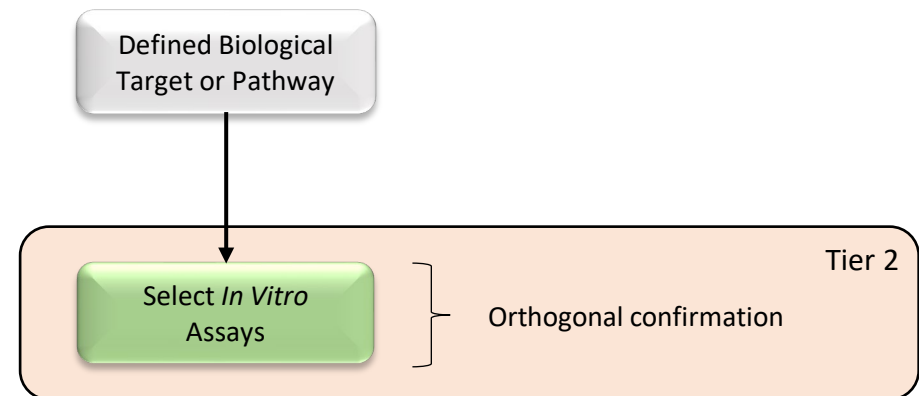 Defined Biological
Target or Pathway
Tier 2
Select In Vitro
Assays
Orthogonal confirmation